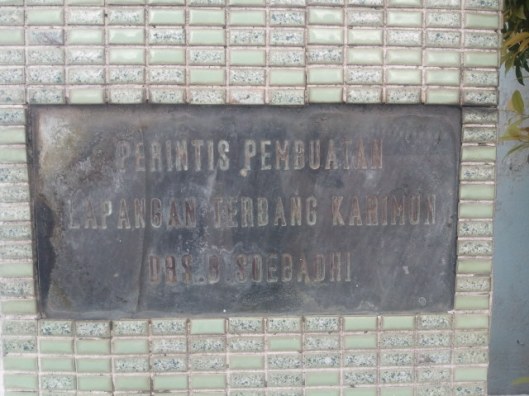 PERINTIS PEMBUATAN
LAPANGAN TERBANG KARIMUN
DRS.D SOEBADHI